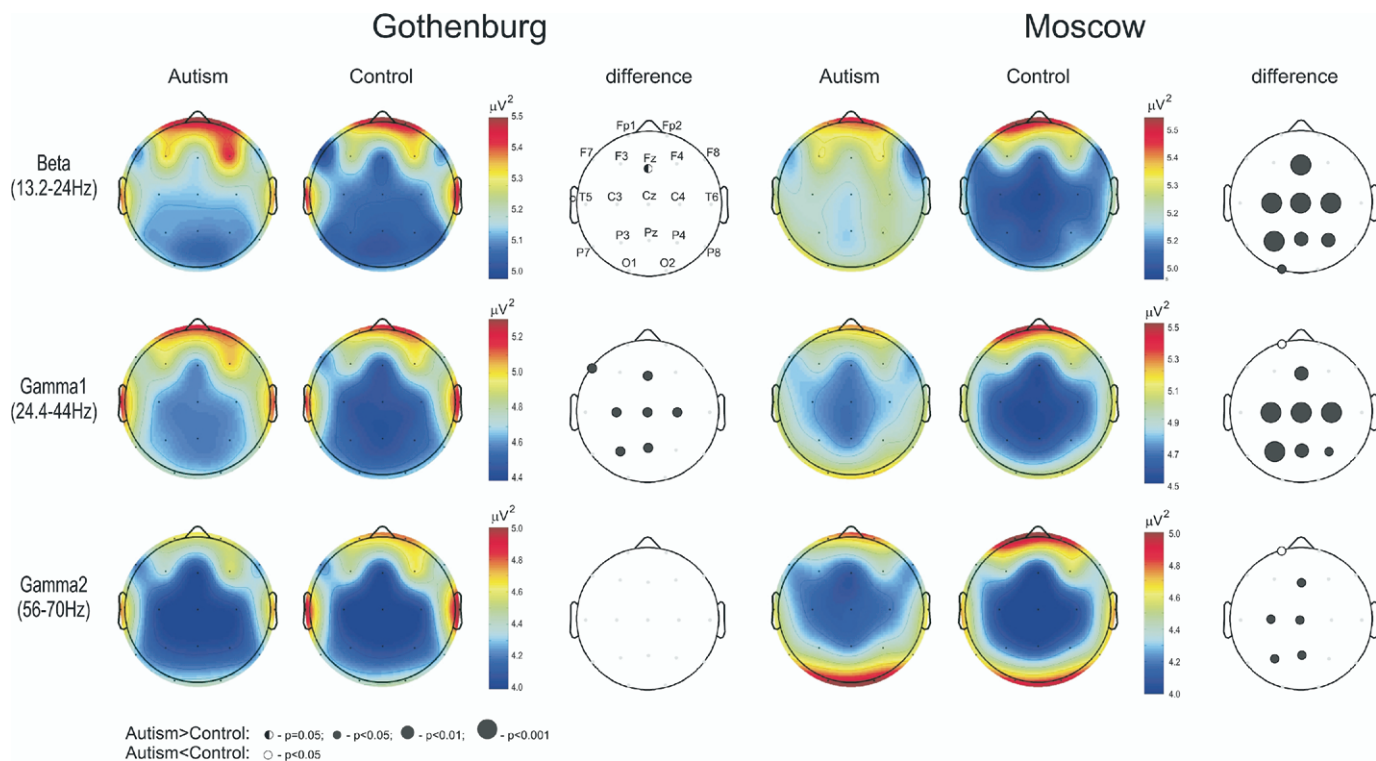 Gothenburg Moscow
Autism Control difference Autism Control difference
Beta
(13.2-24Hz)
μV²
5.5
5.4
5.3
5.2
5.1
5.0
Fp1 Fp2
F7 F3 Fz F4 F8
T5 C3 Cz C4 T6
P3 Pz P4
P7 O1 O2 P8
μV²
5.5
5.4
5.3
5.2
5.1
5.0
Gamma1
(24.4-44Hz)
μV²
5.2
5.0
4.8
4.6
4.4
μV²
5.5
5.3
5.1
4.9
4.7
4.5
Gamma2
(56-70Hz)
μV²
5.0
4.8
4.6
4.4
4.2
4.0
μV²
5.0
4.8
4.6
4.4
4.2
4.0
Autism>Control: - p=0.05; - p<0.05; - p<0.01; - p<0.001
Autism<Control: - p<0.05